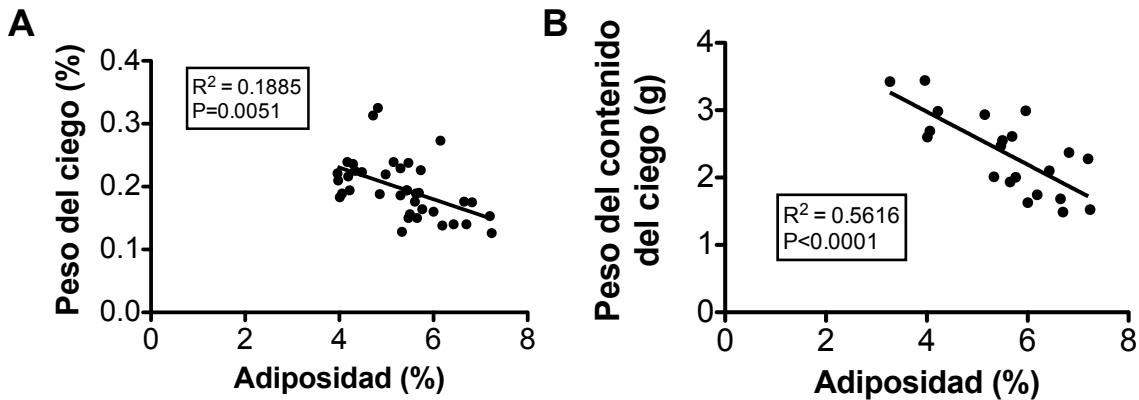 A
Peso del ciego (%)
0.4
0.3
0.2
0.1
0.0
R² = 0.1885
P=0.0051
0 2 4 6 8
Adiposidad (%)
B
Peso del contenido
del ciego (g)
4
3
2
1
0
R² = 0.5616
P<0.0001
0 2 4 6 8
Adiposidad (%)